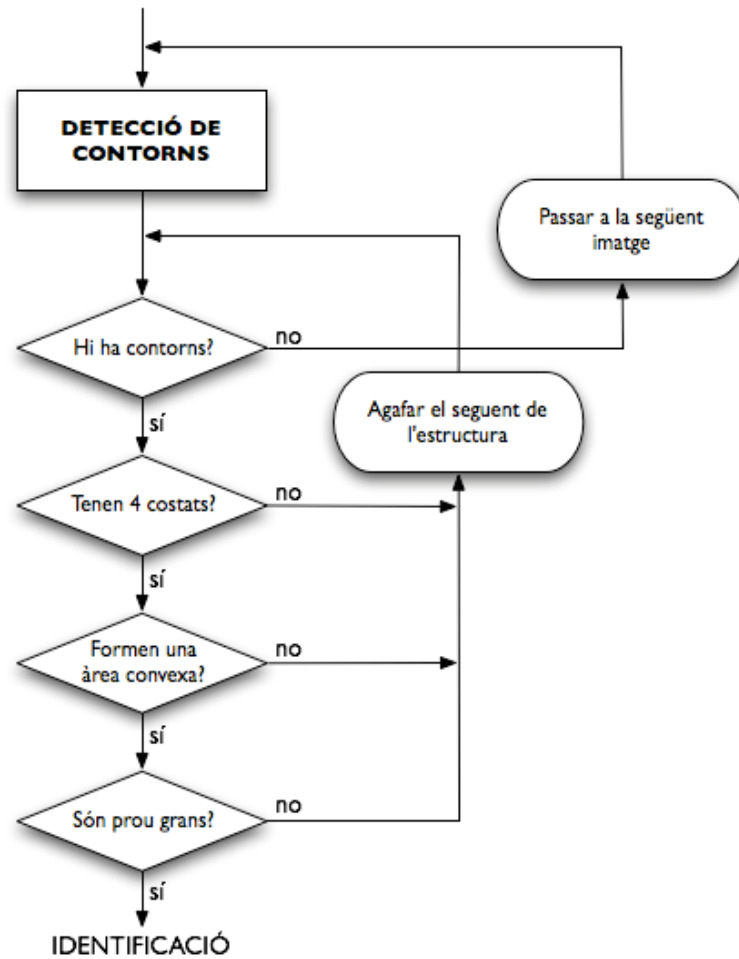 DETECCIÓ DE
CONTORNS
Passar a la següent
imatge
Hi ha contorns?
no
sí
Agafar el seguent de
l'estructura
Tenen 4 costats?
no
sí
Formen una
àrea convexa?
no
sí
Són prou grans?
no
sí
IDENTIFICACIÓ